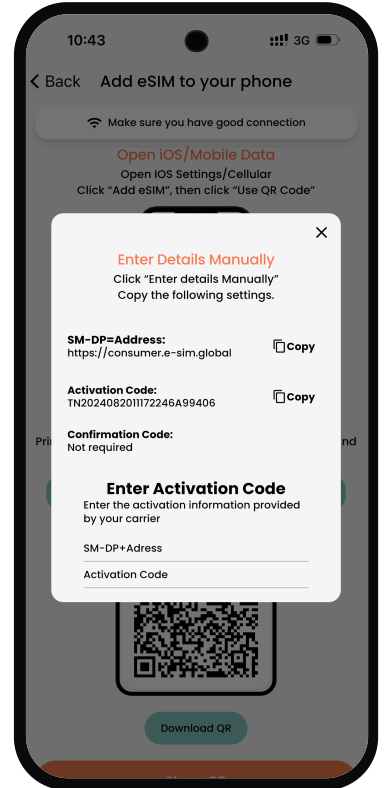 10:43
3G
Back
Add eSIM to your phone
Make sure you have good connection
Open iOS/Mobile Data
Open IOS Settings/Cellular
Click “Add eSIM”, then click “Use QR Code”
Enter Details Manually
Click “Enter details Manually”
Copy the following settings.
SM-DP=Address:
https://consumer.e-sim.global
Copy
Activation Code:
TN2024082011172246A99406
Copy
Confirmation Code:
Not required
Enter Activation Code
Enter the activation information provided
by your carrier
SM-DP+Adress
Activation Code
Download QR